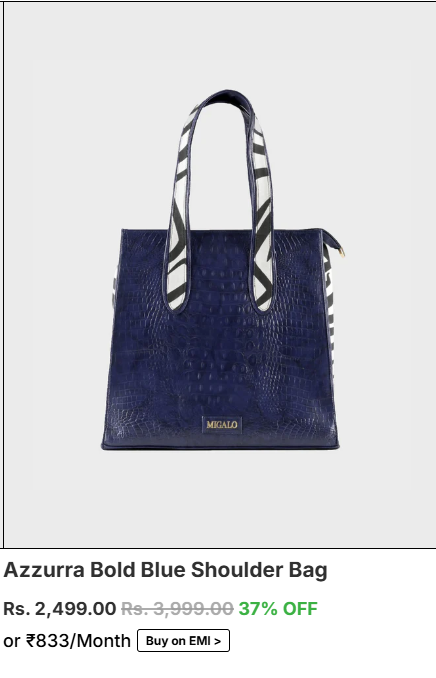 MIGALO
Azzurra Bold Blue Shoulder Bag
Rs. 2,499.00 Rs. 3,999.00 37% OFF
or ₹833/Month Buy on EMI >